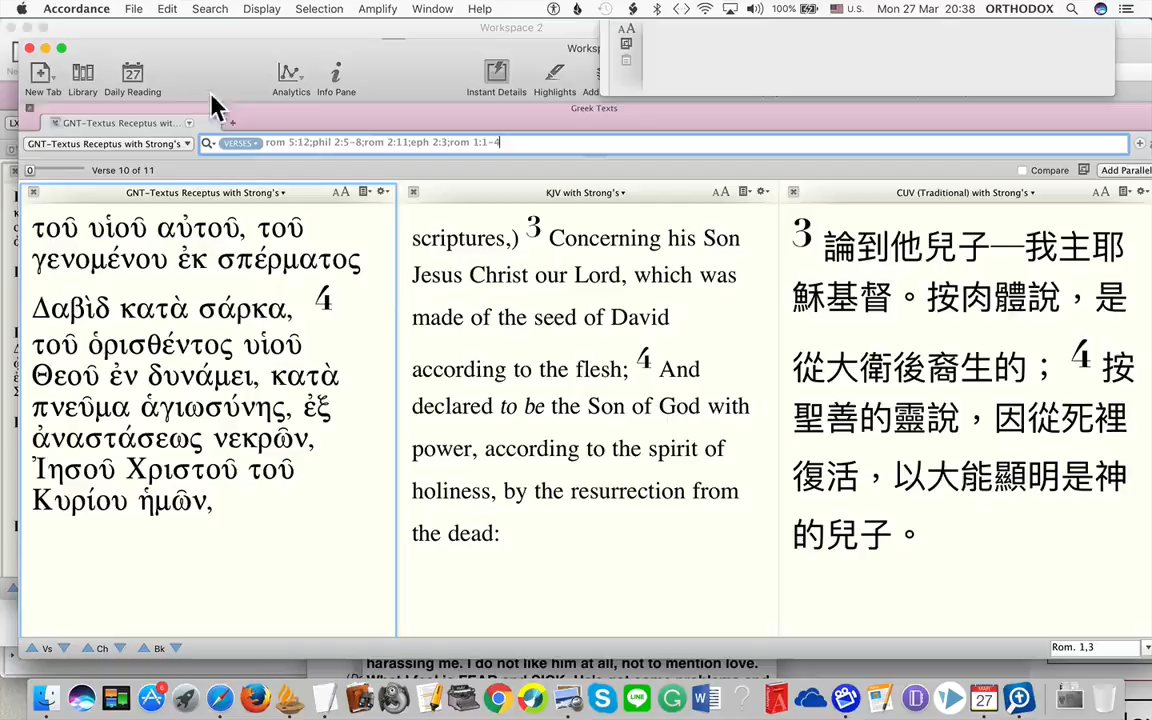 Accordance File Edit Search Display Selection Amplify Window Help 100% U.S. Mon 27 Mar 20:38 ORTHODOX
Workspace 2
AA
New Tab Library 27 Daily Reading Analytics Info Pane Instant Details Highlights
Greek Texts
GNT-Textus Receptus wit...
GNT-Textus Receptus with Strong's VERSES rom 5:12;phil 2:5-8;rom 2:11;eph 2:3;rom 1:1-4
0 Verse 10 of 11 Compare Add Parallel
GNT-Textus Receptus with Strong's AA
τοῦ υἱοῦ αὐτοῦ, τοῦ
γενομένου ἐκ σπέρματος
Δαβὶδ κατὰ σάρκα, 4
τοῦ ὁρισθέντος υἱοῦ
Θεοῦ ἐν δυνάμει, κατὰ
πνεῦμα ἁγιωσύνης, ἐξ
ἀναστάσεως νεκρῶν,
Ἰησοῦ Χριστοῦ τοῦ
Κυρίου ἡμῶν,
KJV with Strong's AA
scriptures,) 3 Concerning his Son
Jesus Christ our Lord, which was
made of the seed of David
according to the flesh; 4 And
declared to be the Son of God with
power, according to the spirit of
holiness, by the resurrection from
the dead:
CUV (Traditional) with Strong's AA
3 論到他兒子─我主耶
穌基督。按肉體說，是
從大衛後裔生的； 4 按
聖善的靈說，因從死裡
復活，以大能顯明是神
的兒子。
Vs Ch Bk Rom. 1,3
harassing me. I do not like him at all, not to mention love.
MAR 27